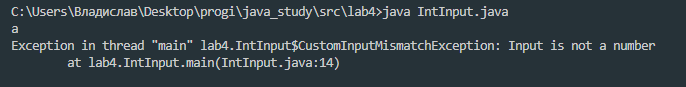 C:\Users\Владислав\Desktop\progi\java_study\src\lab4>java IntInput.java
a
Exception in thread "main" lab4.IntInput$CustomInputMismatchException: Input is not a number
        at lab4.IntInput.main(IntInput.java:14)